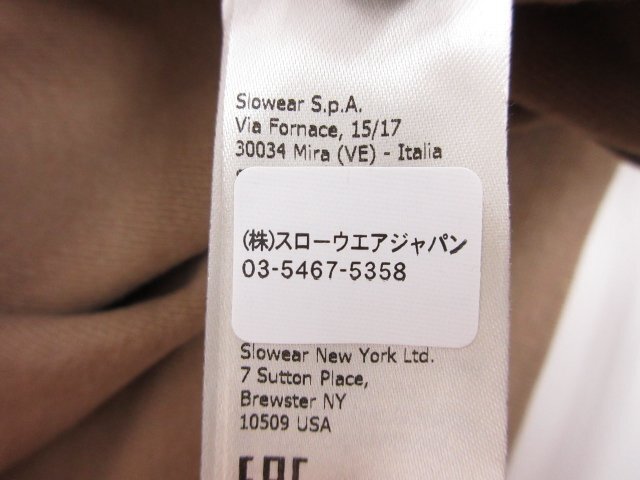 Slowear S.p.A.
Via Fornace, 15/17
30034 Mira (VE) - Italia
(株)スローウエアジャパン
03-5467-5358
Slowear New York Ltd.
7 Sutton Place,
Brewster NY
10509 USA